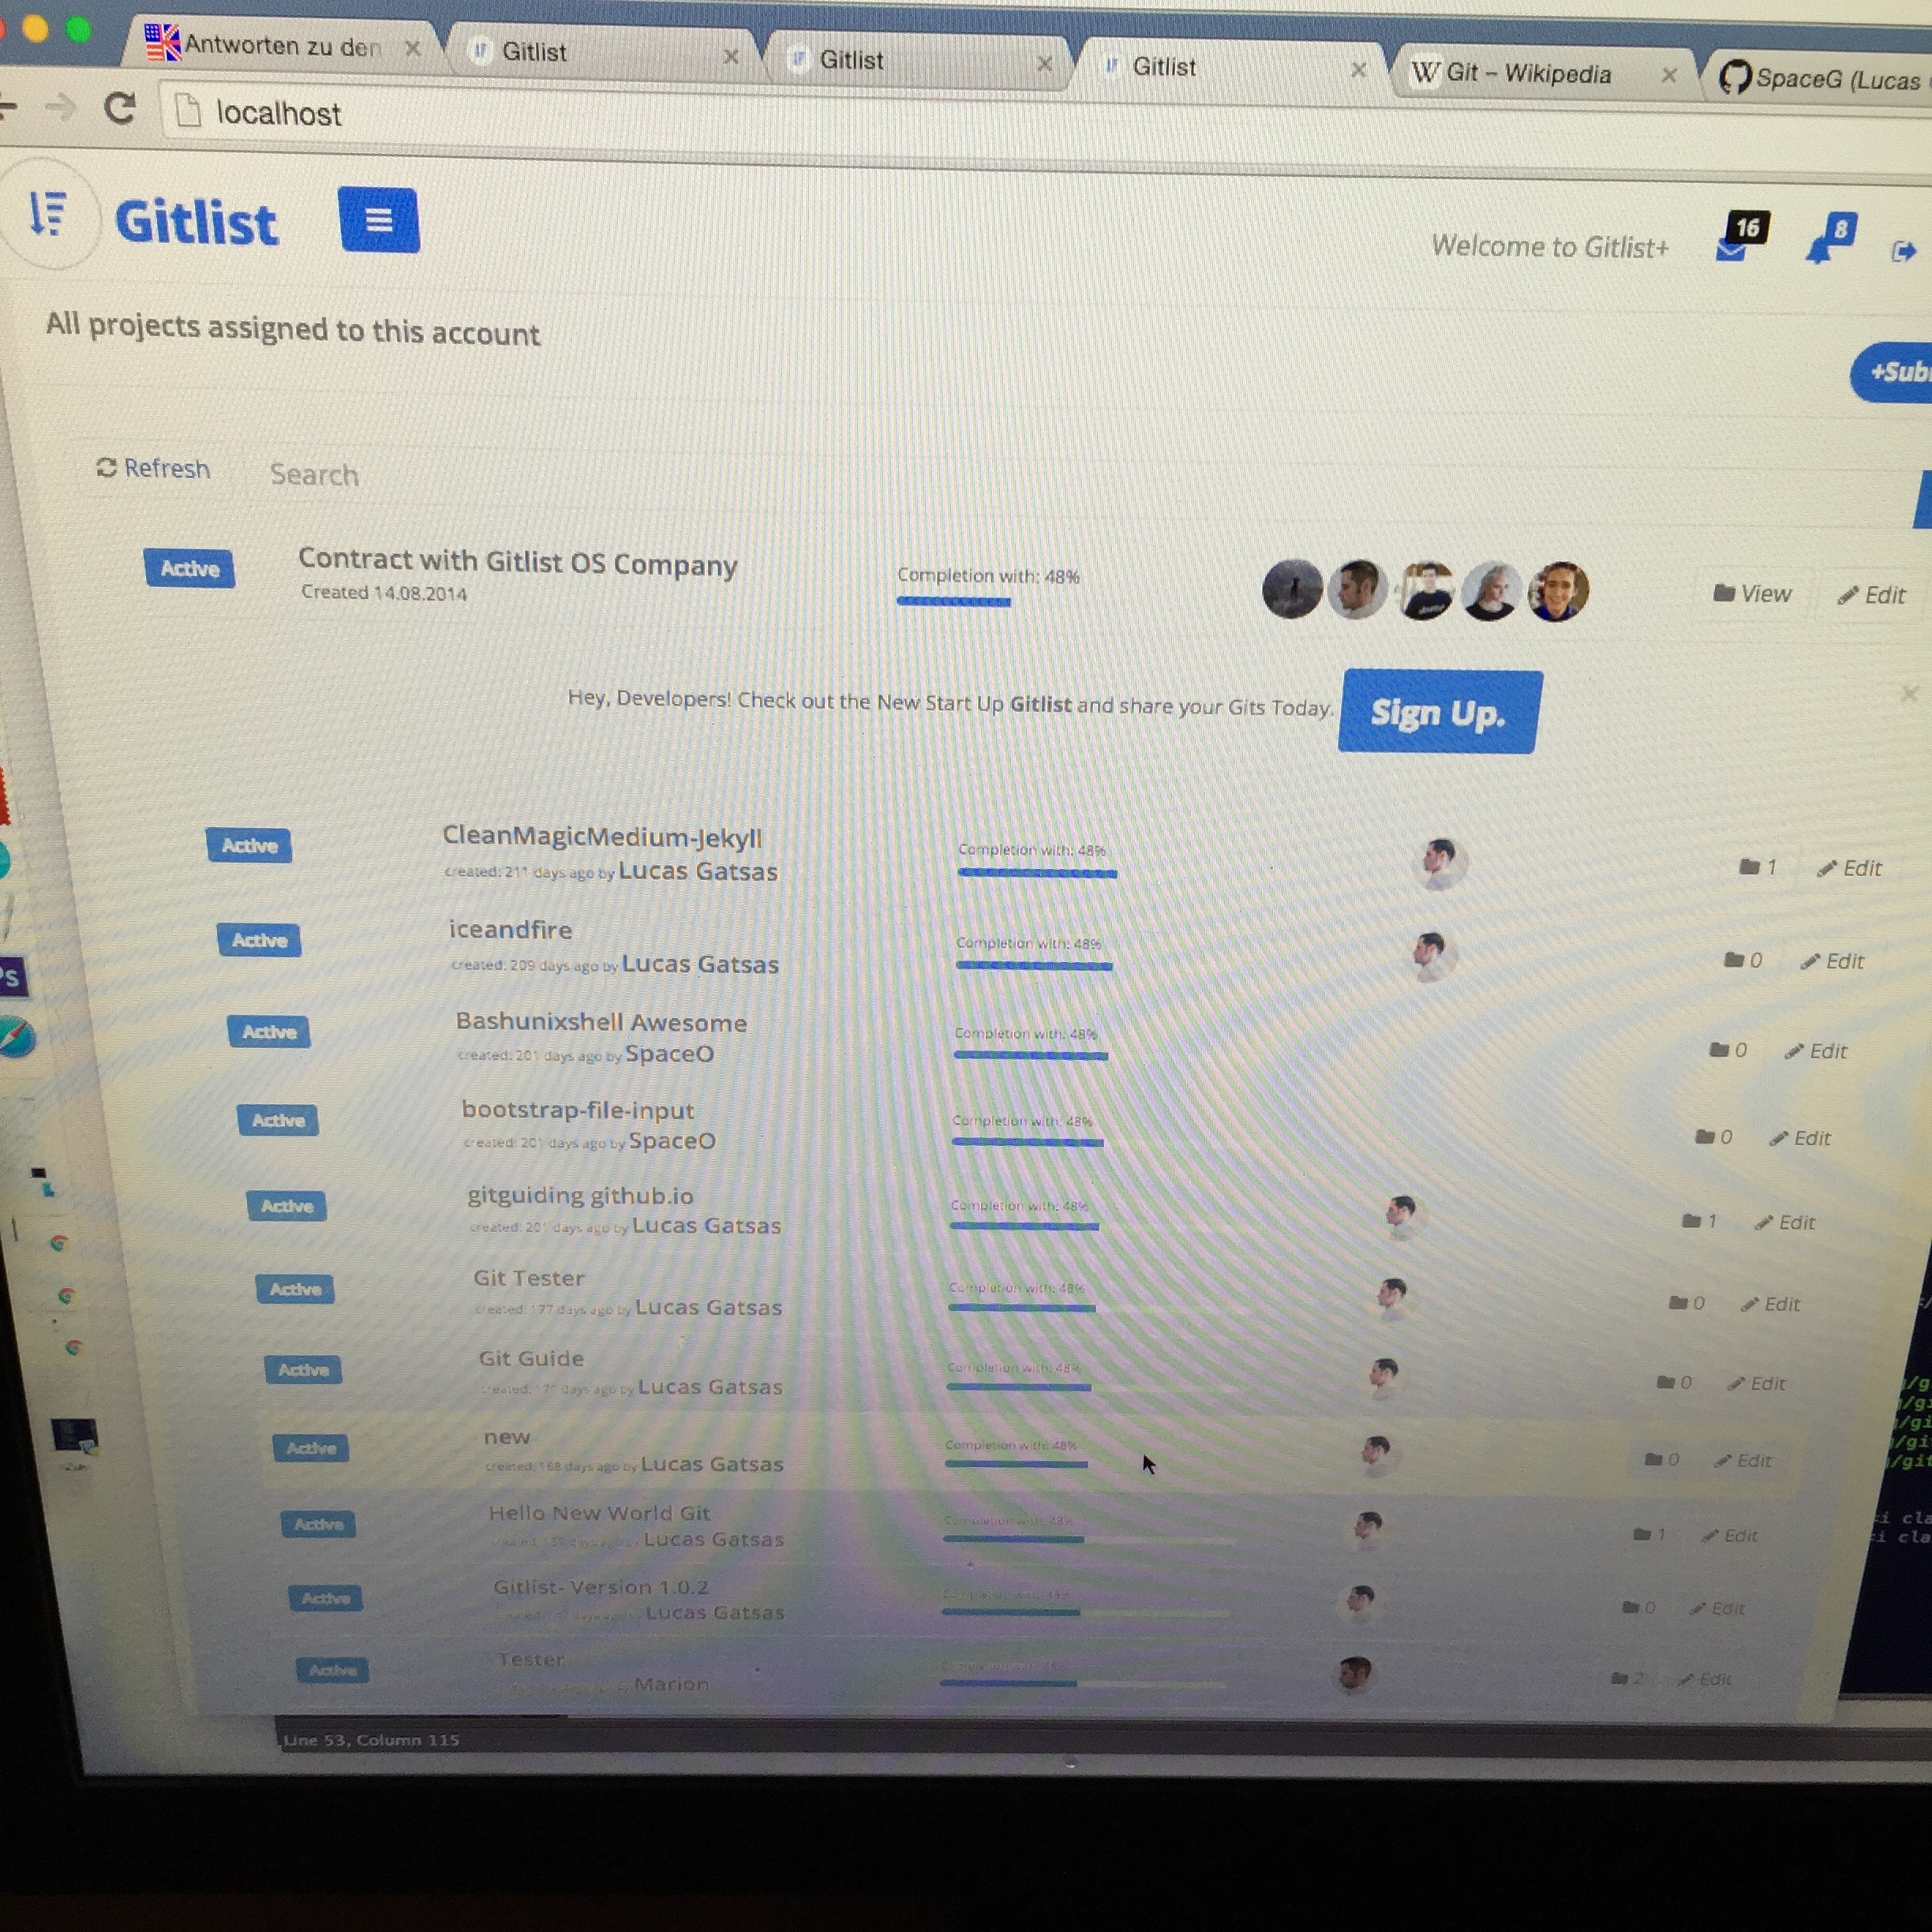 Antworten zu den
Gitlist
Gitlist
Gitlist
W Git – Wikipedia
SpaceG (Lucas
localhost
Gitlist
Welcome to Gitlist+
16
8
All projects assigned to this account
+Sub
Refresh
Search
Active
Contract with Gitlist OS Company
Created 14.08.2014
Completion with: 48%
View
Edit
Hey, Developers! Check out the New Start Up Gitlist and share your Gits Today.
Sign Up.
Active
CleanMagicMedium-Jekyll
created: 211 days ago by Lucas Gatsas
Completion with: 48%
1
Edit
Active
iceandfire
created: 209 days ago by Lucas Gatsas
Completion with: 48%
0
Edit
Active
Bashunixshell Awesome
created: 201 days ago by SpaceO
Completion with: 48%
0
Edit
Active
bootstrap-file-input
created: 201 days ago by SpaceO
Completion with: 48%
0
Edit
Active
gitguiding github.io
created: 201 days ago by Lucas Gatsas
Completion with: 48%
1
Edit
Active
Git Tester
created: 177 days ago by Lucas Gatsas
Completion with: 48%
0
Edit
Active
Git Guide
created: days ago by Lucas Gatsas
Completion with: 48%
0
Edit
Active
new
created: 168 days ago by Lucas Gatsas
Completion with: 48%
0
Edit
Active
Hello New World Git
Lucas Gatsas
Completion with: 48%
1
Edit
Active
Gitlist- Version 1.0.2
Lucas Gatsas
0
Edit
Active
Tester
Marion
2
Edit
Line 53, Column 115